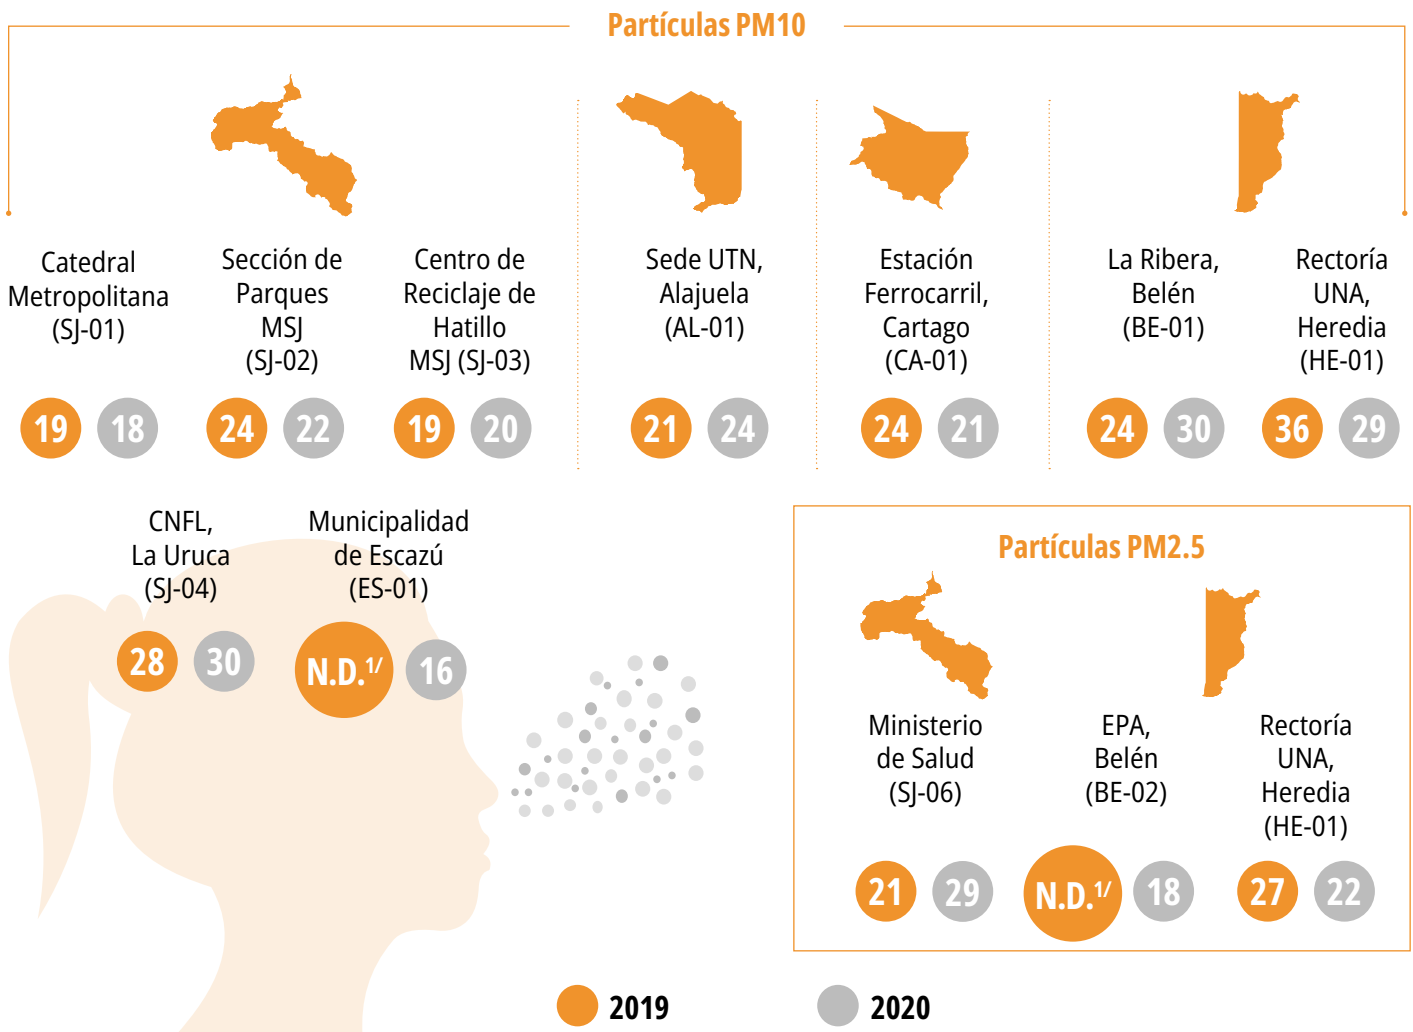 Partículas PM10
Catedral
Metropolitana
(SJ-01)
19 18
Sección de
Parques
MSJ
(SJ-02)
24 22
Centro de
Reciclaje de
Hatillo
MSJ (SJ-03)
19 20
Sede UTN,
Alajuela
(AL-01)
21 24
Estación
Ferrocarril,
Cartago
(CA-01)
24 21
La Ribera,
Belén
(BE-01)
24 30
Rectoría
UNA,
Heredia
(HE-01)
36 29
CNFL,
La Uruca
(SJ-04)
28 30
Municipalidad
de Escazú
(ES-01)
N.D.1/ 16
Partículas PM2.5
Ministerio
de Salud
(SJ-06)
21 29
EPA,
Belén
(BE-02)
N.D.1/ 18
Rectoría
UNA,
Heredia
(HE-01)
27 22
2019 2020